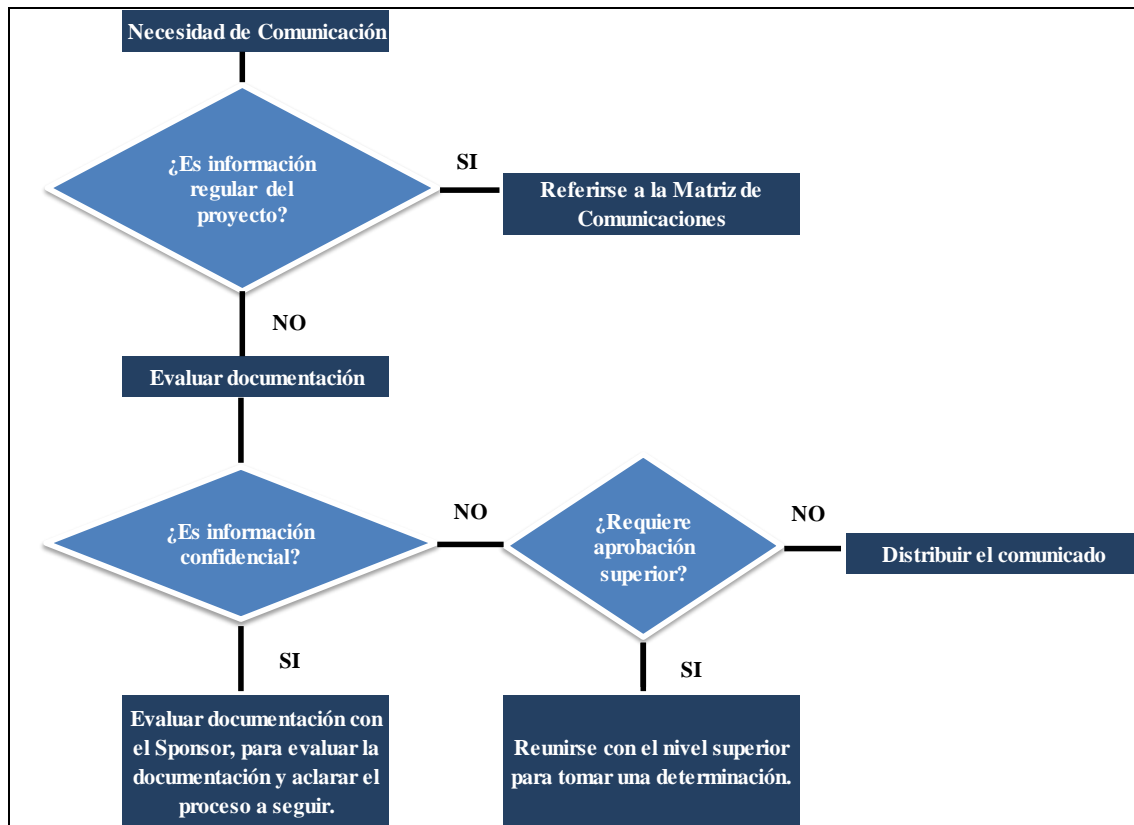 Necesidad de Comunicación
¿Es información
regular del
proyecto?
SI
Referirse a la Matriz de
Comunicaciones
NO
Evaluar documentación
¿Es información
confidencial?
NO
¿Requiere
aprobación
superior?
NO
Distribuir el comunicado
SI
Evaluar documentación con
el Sponsor, para evaluar la
documentación y aclarar el
proceso a seguir.
SI
Reunirse con el nivel superior
para tomar una determinación.